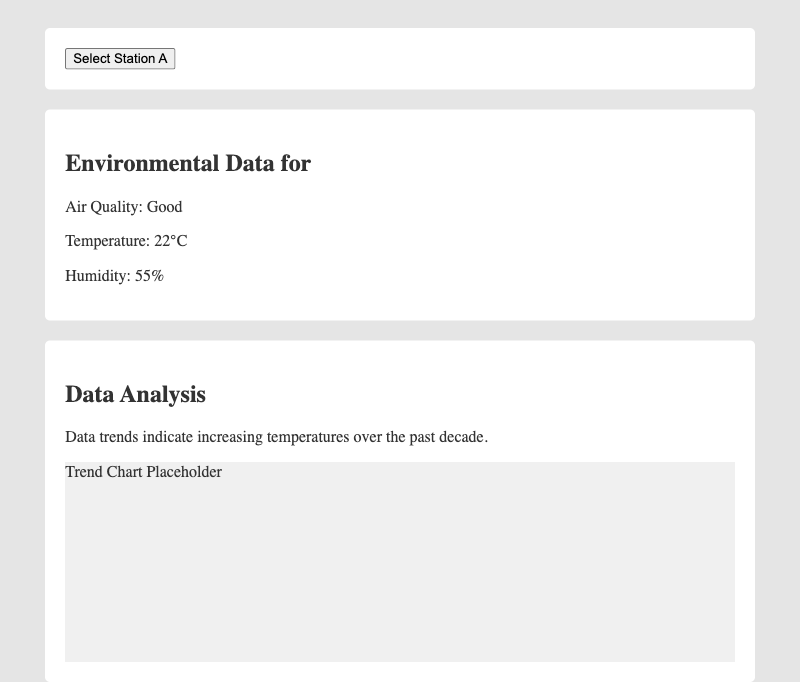 Select Station A
Environmental Data for
Air Quality: Good
Temperature: 22°C
Humidity: 55%
Data Analysis
Data trends indicate increasing temperatures over the past decade.
Trend Chart Placeholder